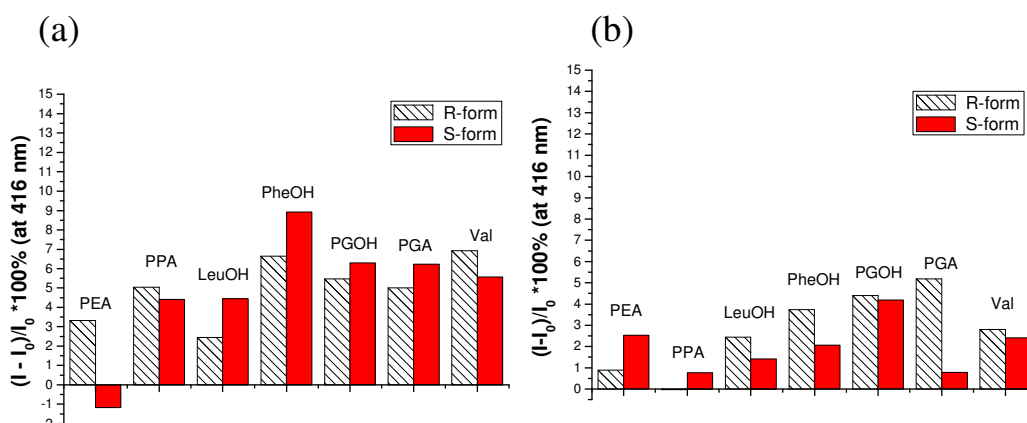 (a)
(I - I0)/I0 *100% (at 416 nm)
15
14
13
12
11
10
9
8
7
6
5
4
3
2
1
0
-1
R-form
S-form
PEA
PPA
LeuOH
PheOH
PGOH
PGA
Val
(b)
(I-I0)/I0 *100% (at 416 nm)
15
14
13
12
11
10
9
8
7
6
5
4
3
2
1
0
R-form
S-form
PEA
PPA
LeuOH
PheOH
PGOH
PGA
Val